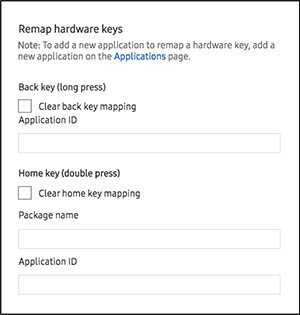 Remap hardware keys
Note: To add a new application to remap a hardware key, add a
new application on the Applications page.
Back key (long press)
Clear back key mapping
Application ID
Home key (double press)
Clear home key mapping
Package name
Application ID